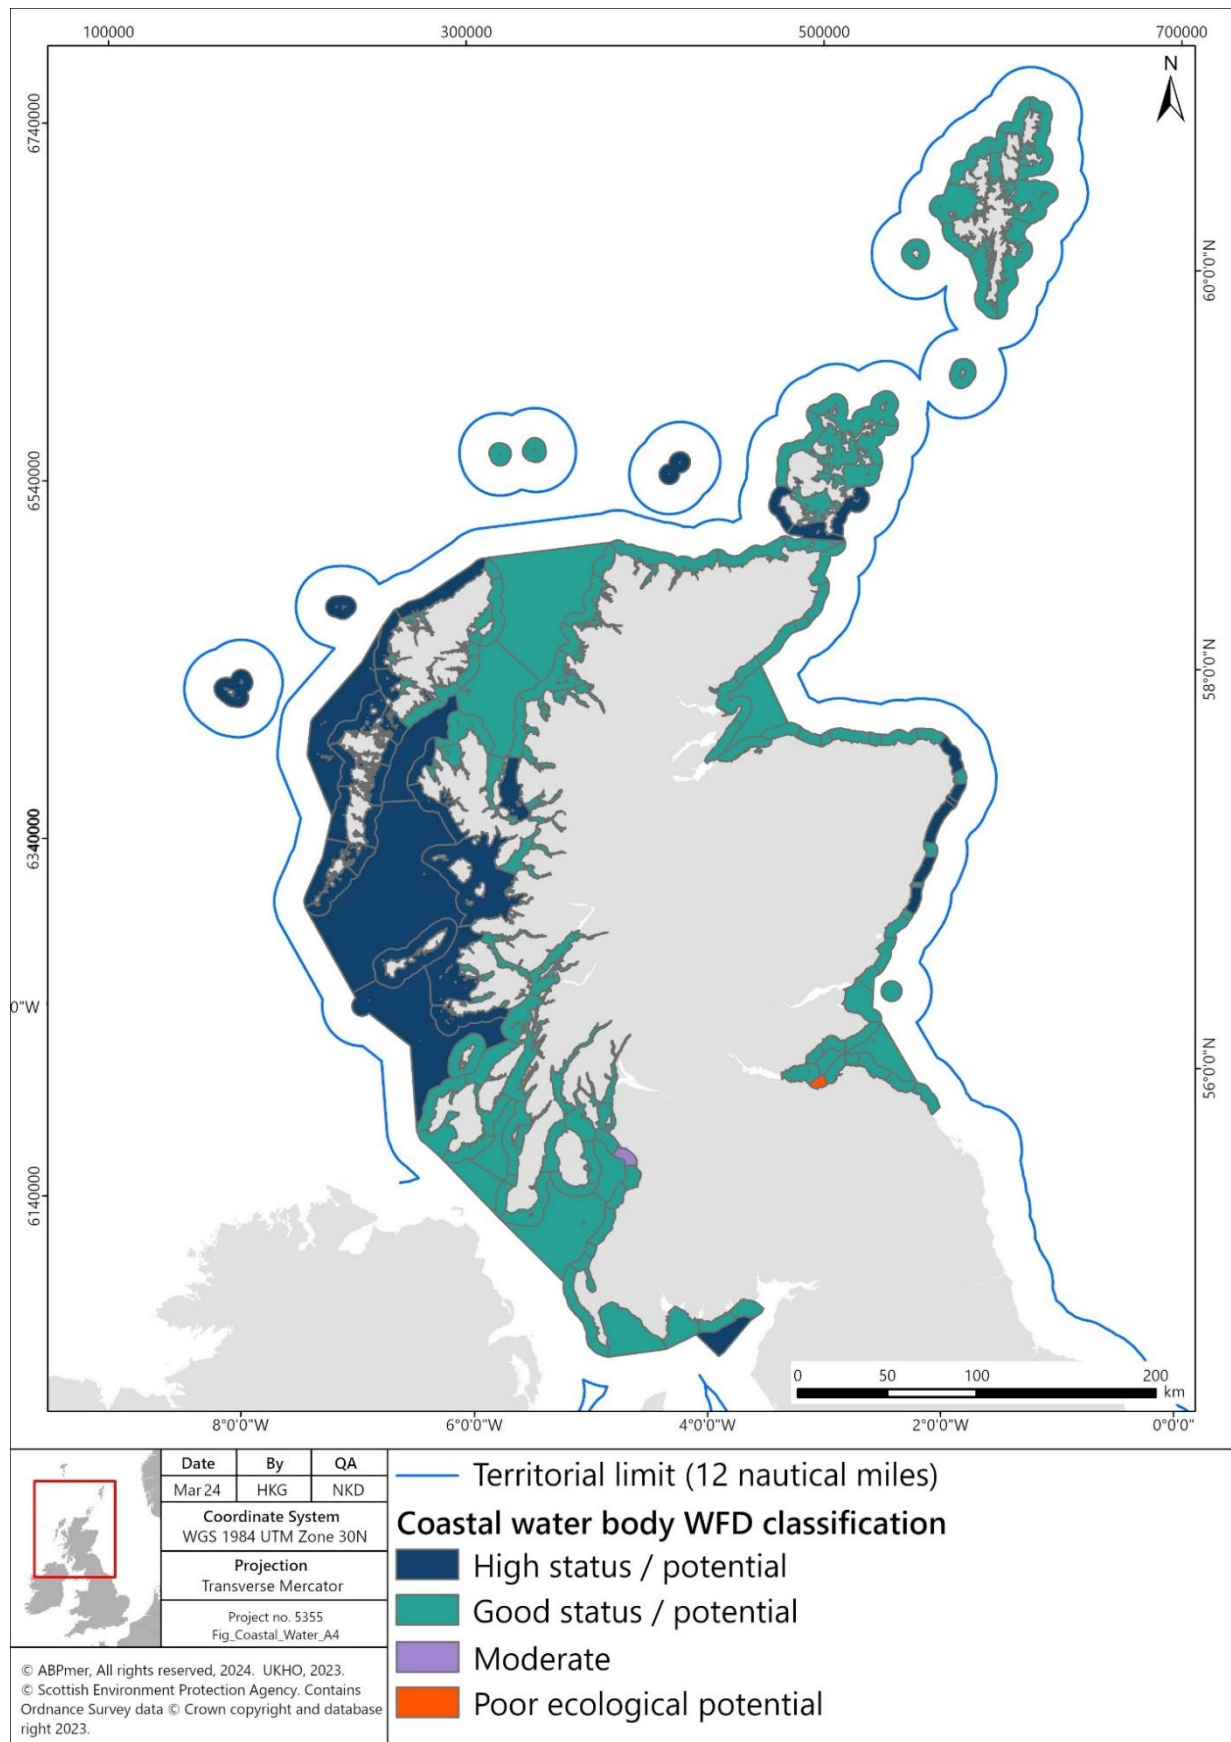 100000 300000 500000 700000
N
6740000
60°0'0"N
6540000
58°0'0"N
6340000
0"W
56°0'0"N
6140000
0 50 100 200
km
8°0'0"W 6°0'0"W 4°0'0"W 2°0'0"W 0°0'0"
Date By QA
Mar 24 HKG NKD
Coordinate System
WGS 1984 UTM Zone 30N
Projection
Transverse Mercator
Project no. 5355
Fig_Coastal_Water_A4
© ABPmer, All rights reserved, 2024. UKHO, 2023.
© Scottish Environment Protection Agency. Contains
Ordnance Survey data © Crown copyright and database
right 2023.
Territorial limit (12 nautical miles)
Coastal water body WFD classification
High status / potential
Good status / potential
Moderate
Poor ecological potential